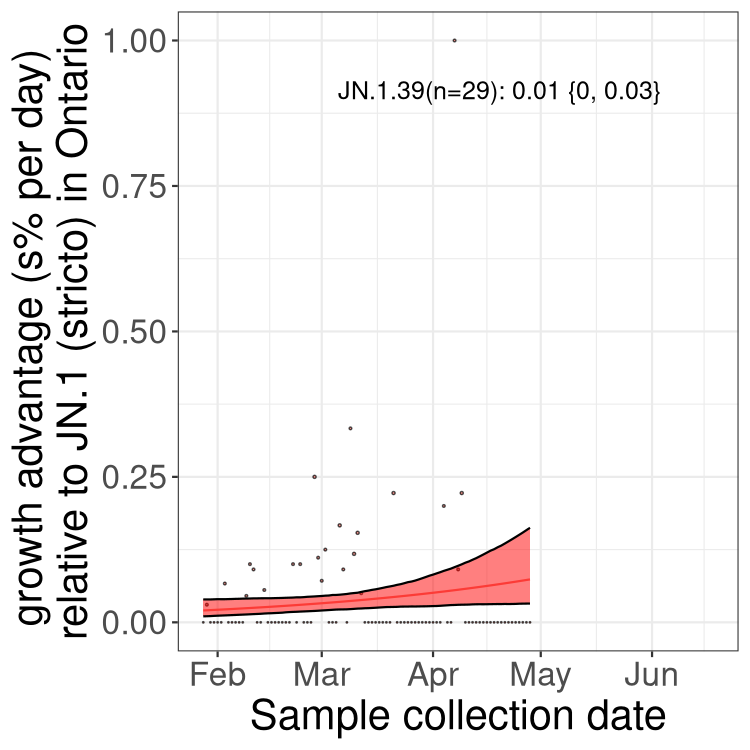 growth advantage (s% per day)
relative to JN.1 (stricto) in Ontario
1.00
0.75
0.50
0.25
0.00
JN.1.39(n=29): 0.01 {0, 0.03}
Feb Mar Apr May Jun
Sample collection date